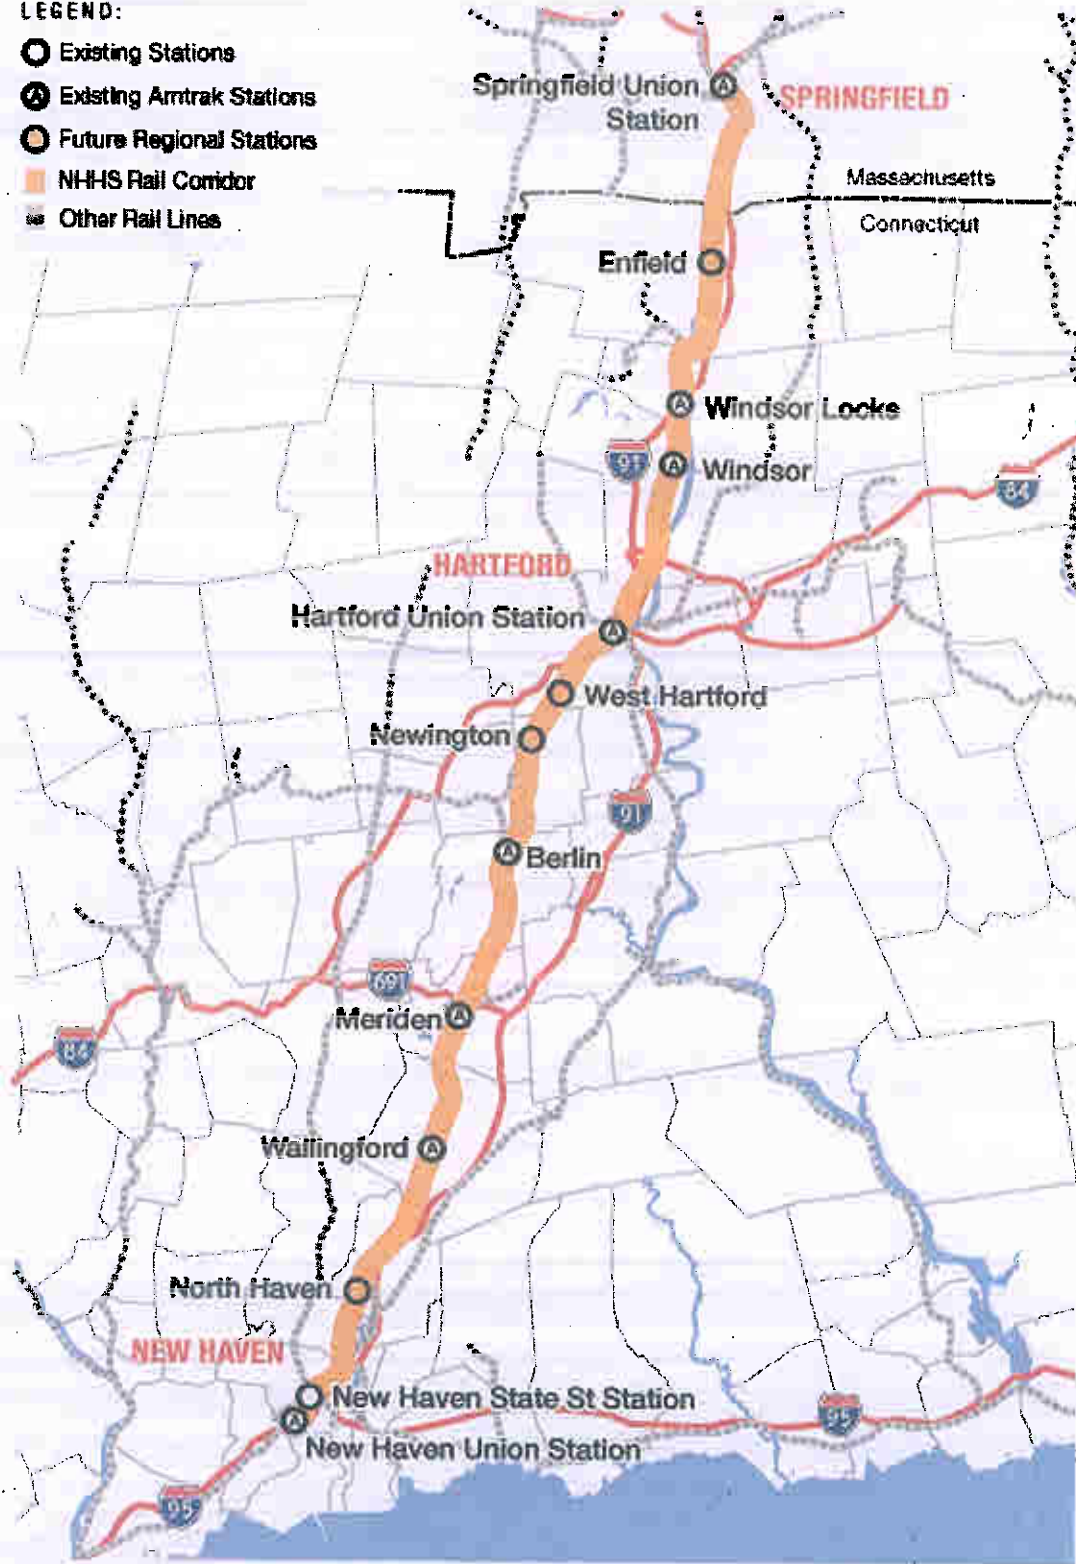 LEGEND:
Existing Stations
Existing Amtrak Stations
Future Regional Stations
NHHS Rail Corridor
Other Rail Lines
Springfield Union
Station
SPRINGFIELD
Massachusetts
Connecticut
Enfield
Windsor Locks
91
Windsor
84
HARTFORD
Hartford Union Station
West Hartford
Newington
91
Berlin
691
Meriden
84
Wallingford
North Haven
NEW HAVEN
New Haven State St Station
95
New Haven Union Station
95